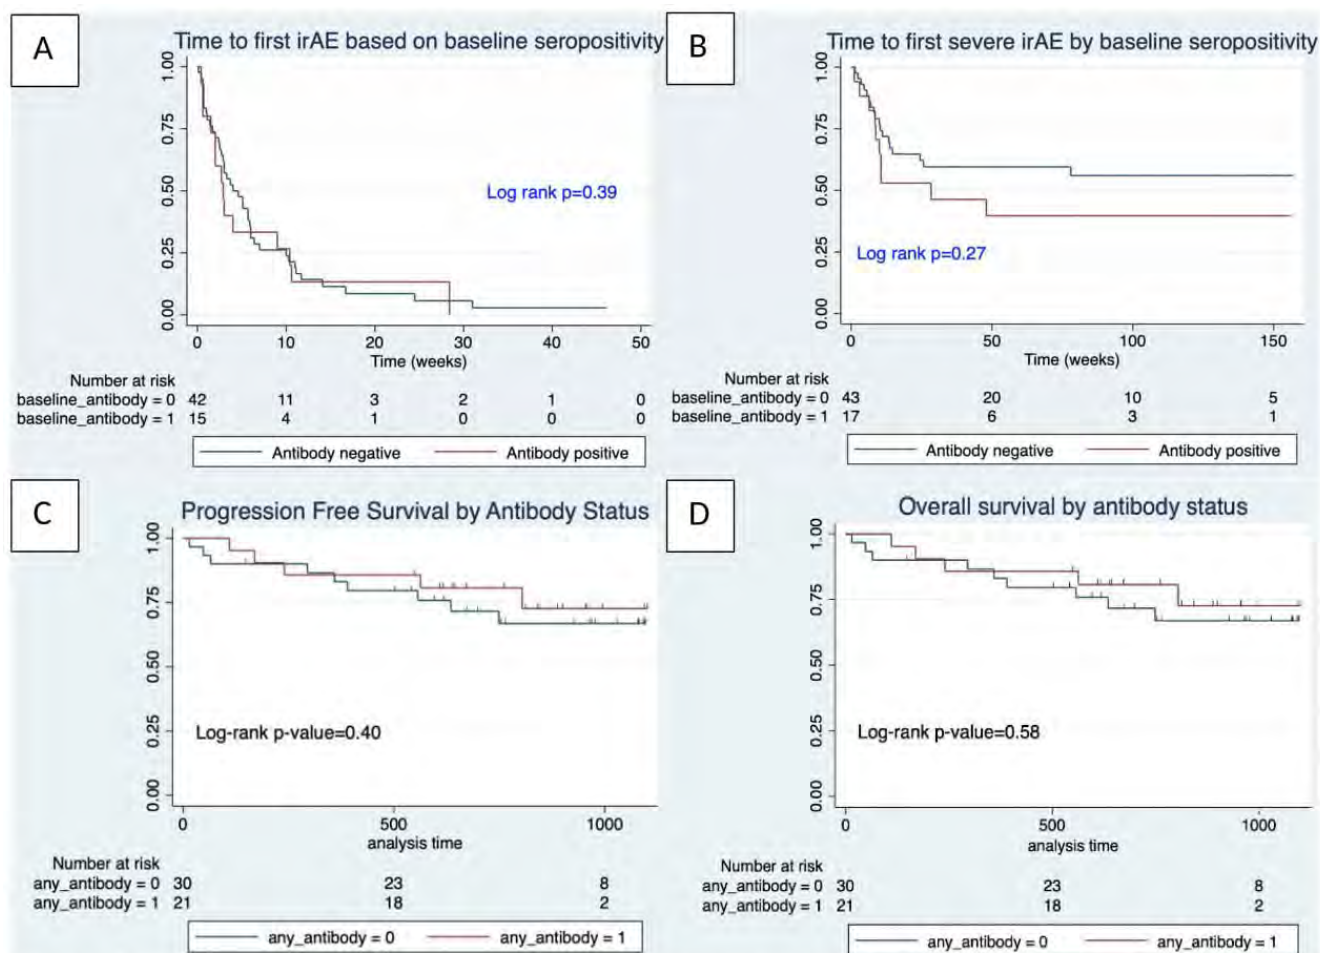 A
Time to first irAE based on baseline seropositivity
1.00
0.75
0.50
0.25
0.00
Log rank p=0.39
0 10 20 30 40 50
Time (weeks)
Number at risk
baseline_antibody = 0 42 11 3 2 1 0
baseline_antibody = 1 15 4 1 0 0 0
Antibody negative Antibody positive
B
Time to first severe irAE by baseline seropositivity
1.00
0.75
0.50
0.25
0.00
Log rank p=0.27
0 50 100 150
Time (weeks)
Number at risk
baseline_antibody = 0 43 20 10 5
baseline_antibody = 1 17 6 3 1
Antibody negative Antibody positive
C
Progression Free Survival by Antibody Status
1.00
0.75
0.50
0.25
0.00
Log-rank p-value=0.40
0 500 1000
analysis time
Number at risk
any_antibody = 0 30 23 8
any_antibody = 1 21 18 2
any_antibody = 0 any_antibody = 1
D
Overall survival by antibody status
1.00
0.75
0.50
0.25
0.00
Log-rank p-value=0.58
0 500 1000
analysis time
Number at risk
any_antibody = 0 30 23 8
any_antibody = 1 21 18 2
any_antibody = 0 any_antibody = 1